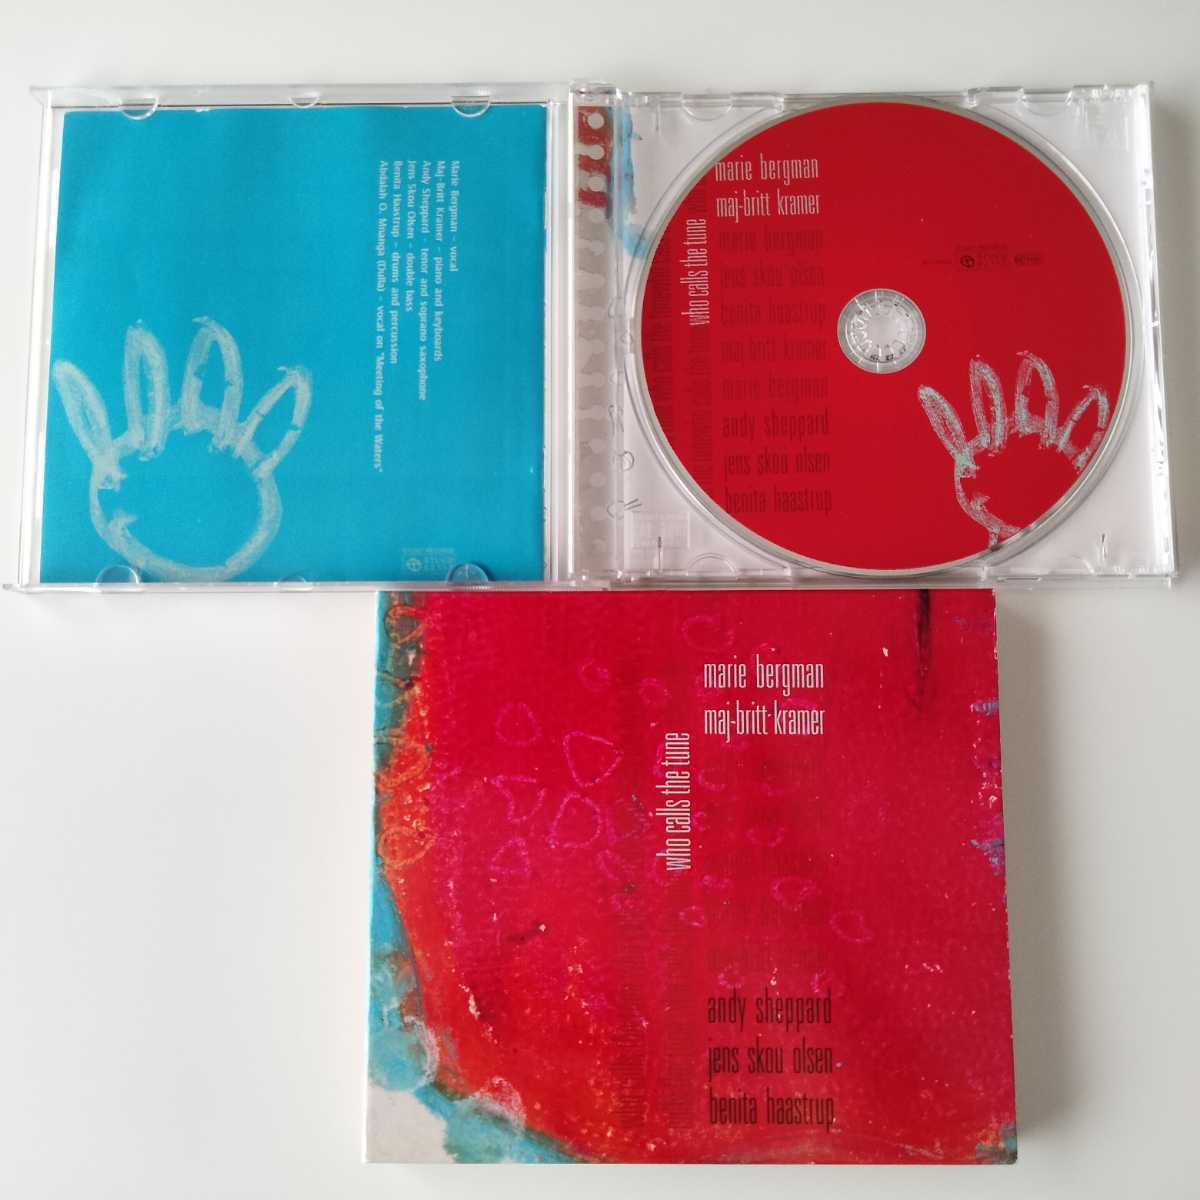 Marie Bergman – vocal
Maj-Britt Kramer – piano and keyboards
Andy Sheppard - tenor and soprano saxophone
Jens Skou Olsen – double bass
Benita Haastrup – drums and percussion
Abdalah O. Mnanga (Dulla) – vocal on "Meeting of the Waters"
marie bergman
maj-britt kramer
who calls the tune
marie bergman
jens skou olsen
benita haastrup
maj-britt kramer
marie bergman
andy sheppard
jens skou olsen
benita haastrup
marie bergman
maj-britt kramer
who calls the tune
andy sheppard
jens skou olsen
benita haastrup